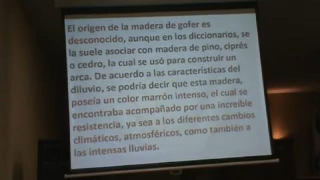 El origen de la madera de gofer es
desconocido, aunque en los diccionarios, se
la suele asociar con madera de pino, ciprés
o cedro, la cual se usó para construir un
arca. De acuerdo a las características del
diluvio, se podría decir que esta madera,
poseía un color marrón intenso, el cual se
encontraba acompañado por una increíble
resistencia, ya sea a los diferentes cambios
climáticos, atmosféricos, como también a
las intensas lluvias.